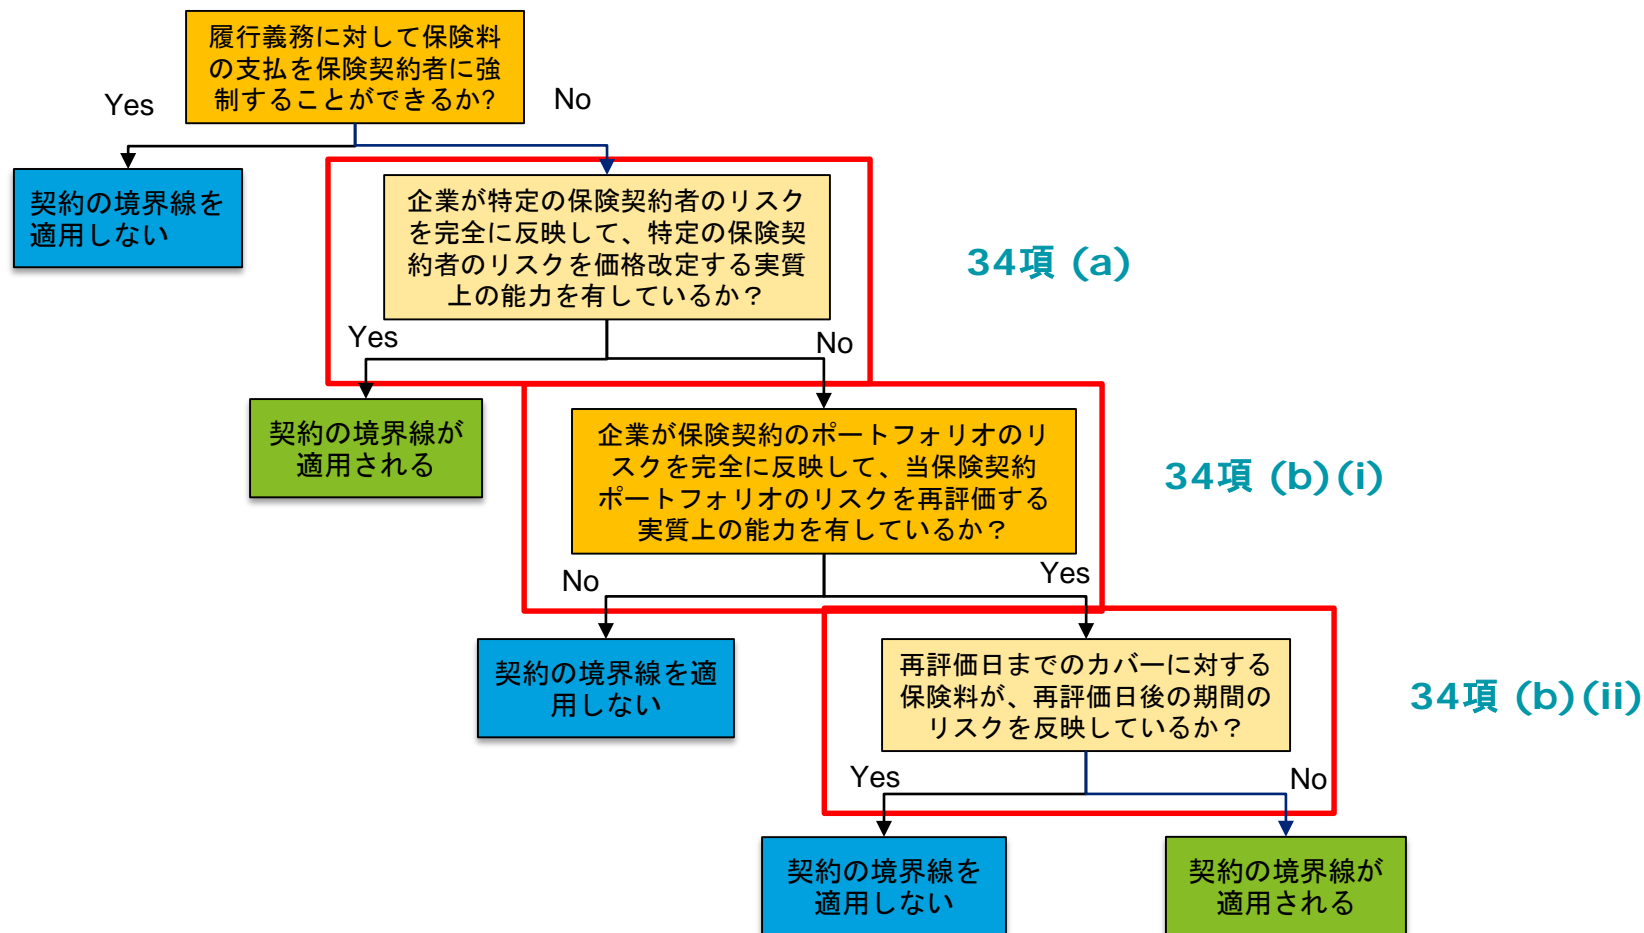 履行義務に対して保険料
の支払を保険契約者に強
制することができるか?
Yes
No
契約の境界線を
適用しない
企業が特定の保険契約者のリスク
を完全に反映して、特定の保険契
約者のリスクを価格改定する実質
上の能力を有しているか？
34項 (a)
Yes
No
契約の境界線が
適用される
企業が保険契約のポートフォリオのリ
スクを完全に反映して、当保険契約
ポートフォリオのリスクを再評価する
実質上の能力を有しているか？
34項 (b)(i)
No
Yes
契約の境界線を適
用しない
再評価日までのカバーに対する
保険料が、再評価日後の期間の
リスクを反映しているか？
34項 (b)(ii)
Yes
No
契約の境界線を
適用しない
契約の境界線が
適用される